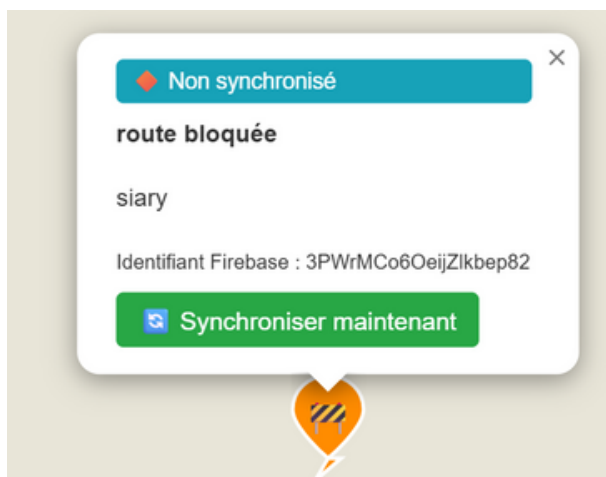 Non synchronisé
route bloquée
siary
Identifiant Firebase : 3PWrMCo6OeijZlkbep82
Synchroniser maintenant